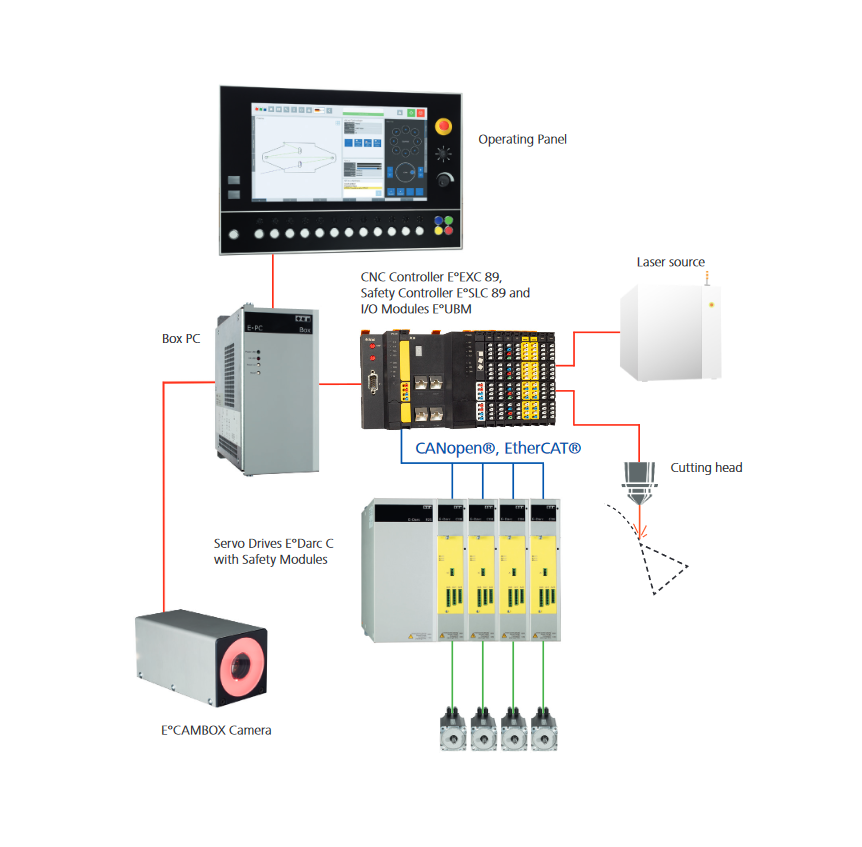 Operating Panel
CNC Controller E°EXC 89,
Safety Controller E°SLC 89 and
I/O Modules E°UBM
Laser source
Box PC
E-PC
Box
CANopen®, EtherCAT®
Cutting head
Servo Drives E°Darc C
with Safety Modules
E°CAMBOX Camera